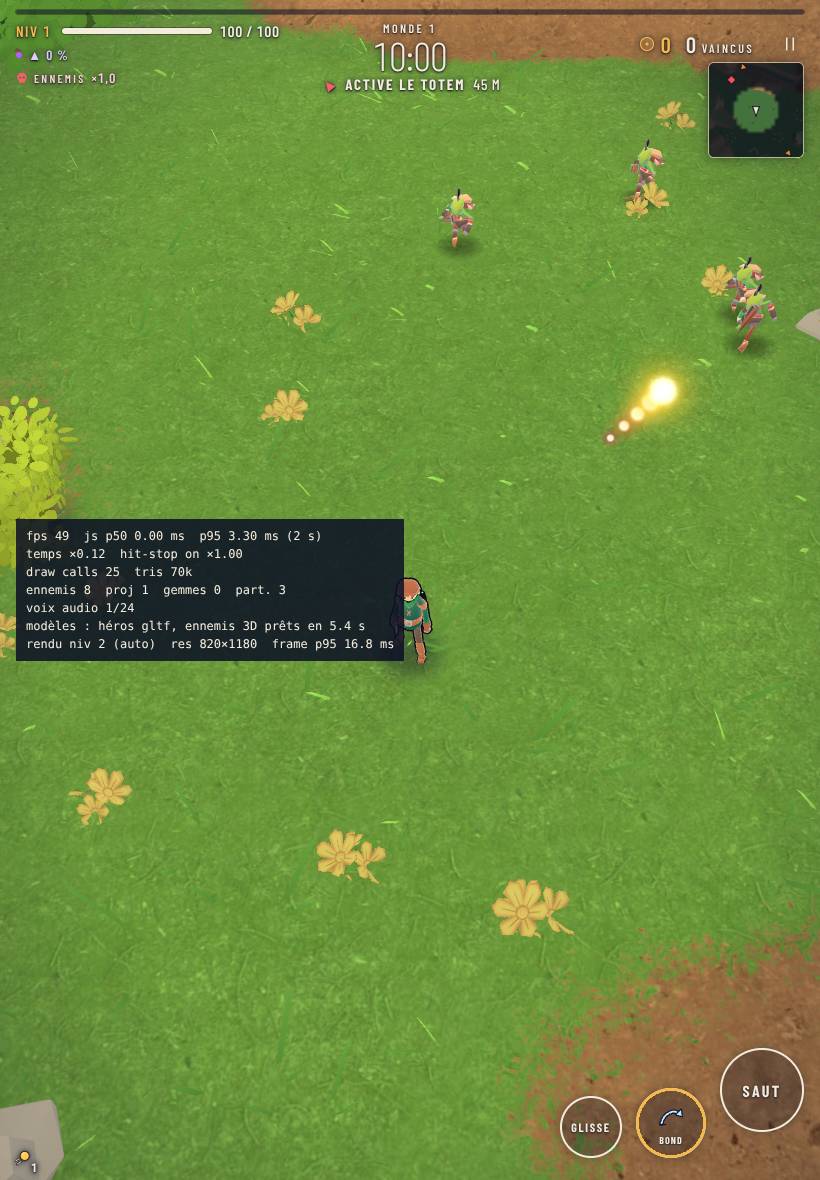 NIV 1 100 / 100
▲ 0 %
ENNEMIS ×1,0
MONDE 1
10:00
ACTIVE LE TOTEM 45 M
0 0 VAINCUS
fps 49 js p50 0.00 ms p95 3.30 ms (2 s)
temps ×0.12 hit-stop on ×1.00
draw calls 25 tris 70k
ennemis 8 proj 1 gemmes 0 part. 3
voix audio 1/24
modèles : héros gltf, ennemis 3D prêts en 5.4 s
rendu niv 2 (auto) res 820×1180 frame p95 16.8 ms
SAUT
GLISSE
BOND
1